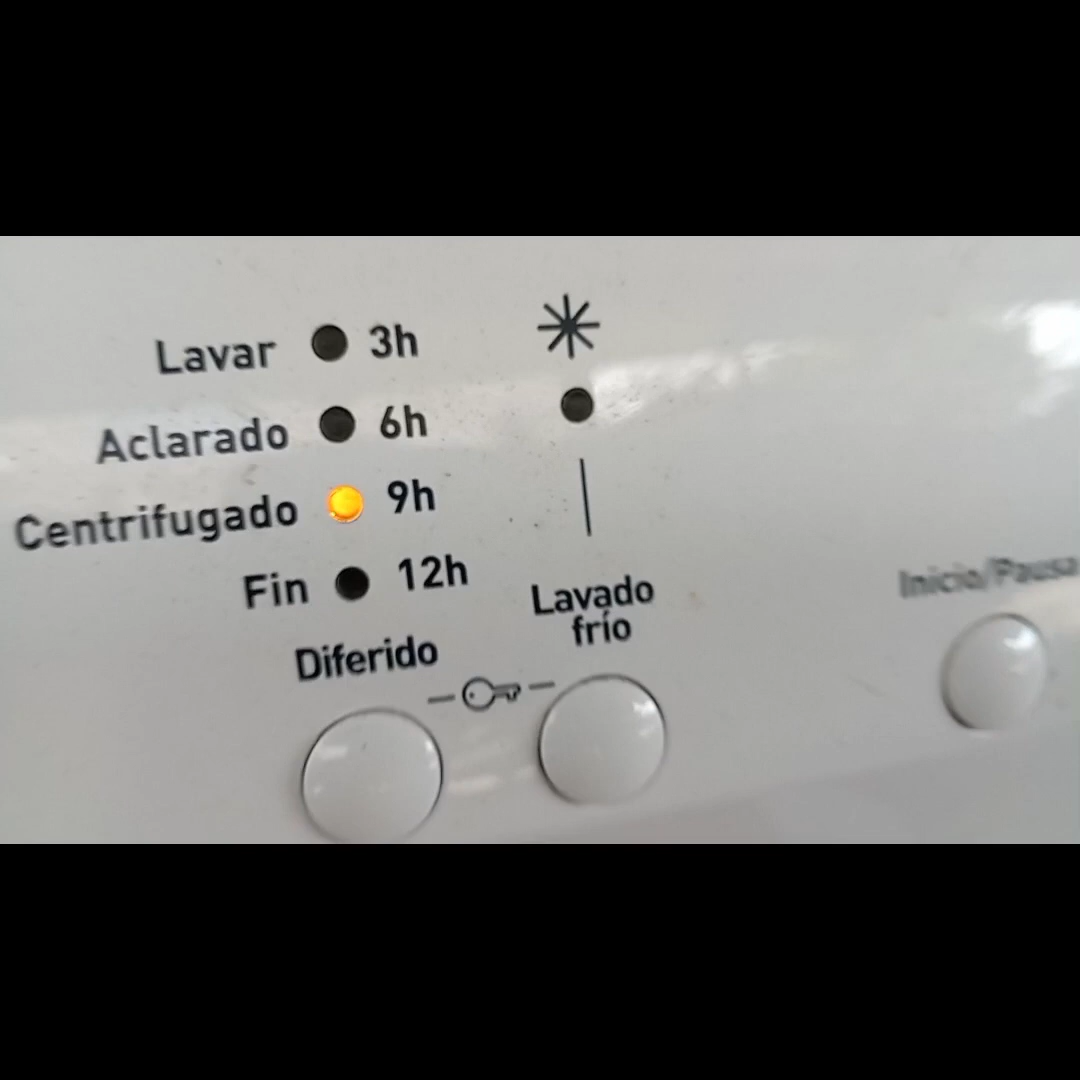 Lavar 3h
Aclarado 6h
Centrifugado 9h
Fin 12h
Diferido
Lavado
frío
Inicio/Pausa